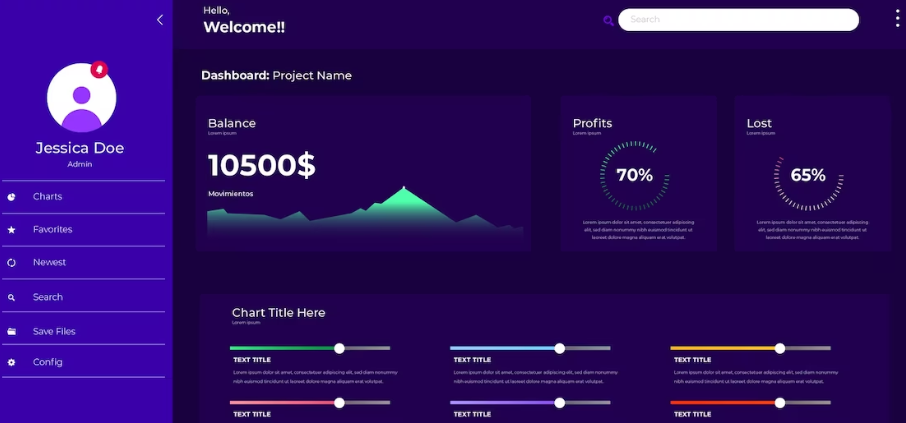 Hello,
Welcome!!
Search
Jessica Doe
Admin
Charts
Favorites
Newest
Search
Save Files
Config
Dashboard: Project Name
Balance
Lorem ipsum
10500$
Movimientos
Profits
Lorem ipsum
70%
Lorem ipsum dolor sit amet, consectetuer adipiscing
elit, sed diam nonummy nibh euismod tincidunt ut
laoreet dolore magna aliquam erat volutpat.
Lost
Lorem ipsum
65%
Lorem ipsum dolor sit amet, consectetuer adipiscing
elit, sed diam nonummy nibh euismod tincidunt ut
laoreet dolore magna aliquam erat volutpat.
Chart Title Here
Lorem ipsum
TEXT TITLE
Lorem ipsum dolor sit amet, consectetuer adipiscing elit, sed diam nonummy
nibh euismod tincidunt ut laoreet dolore magna aliquam erat volutpat.
TEXT TITLE
Lorem ipsum dolor sit amet, consectetuer adipiscing elit, sed diam nonummy
nibh euismod tincidunt ut laoreet dolore magna aliquam erat volutpat.
TEXT TITLE
Lorem ipsum dolor sit amet, consectetuer adipiscing elit, sed diam nonummy
nibh euismod tincidunt ut laoreet dolore magna aliquam erat volutpat.
TEXT TITLE
TEXT TITLE
TEXT TITLE